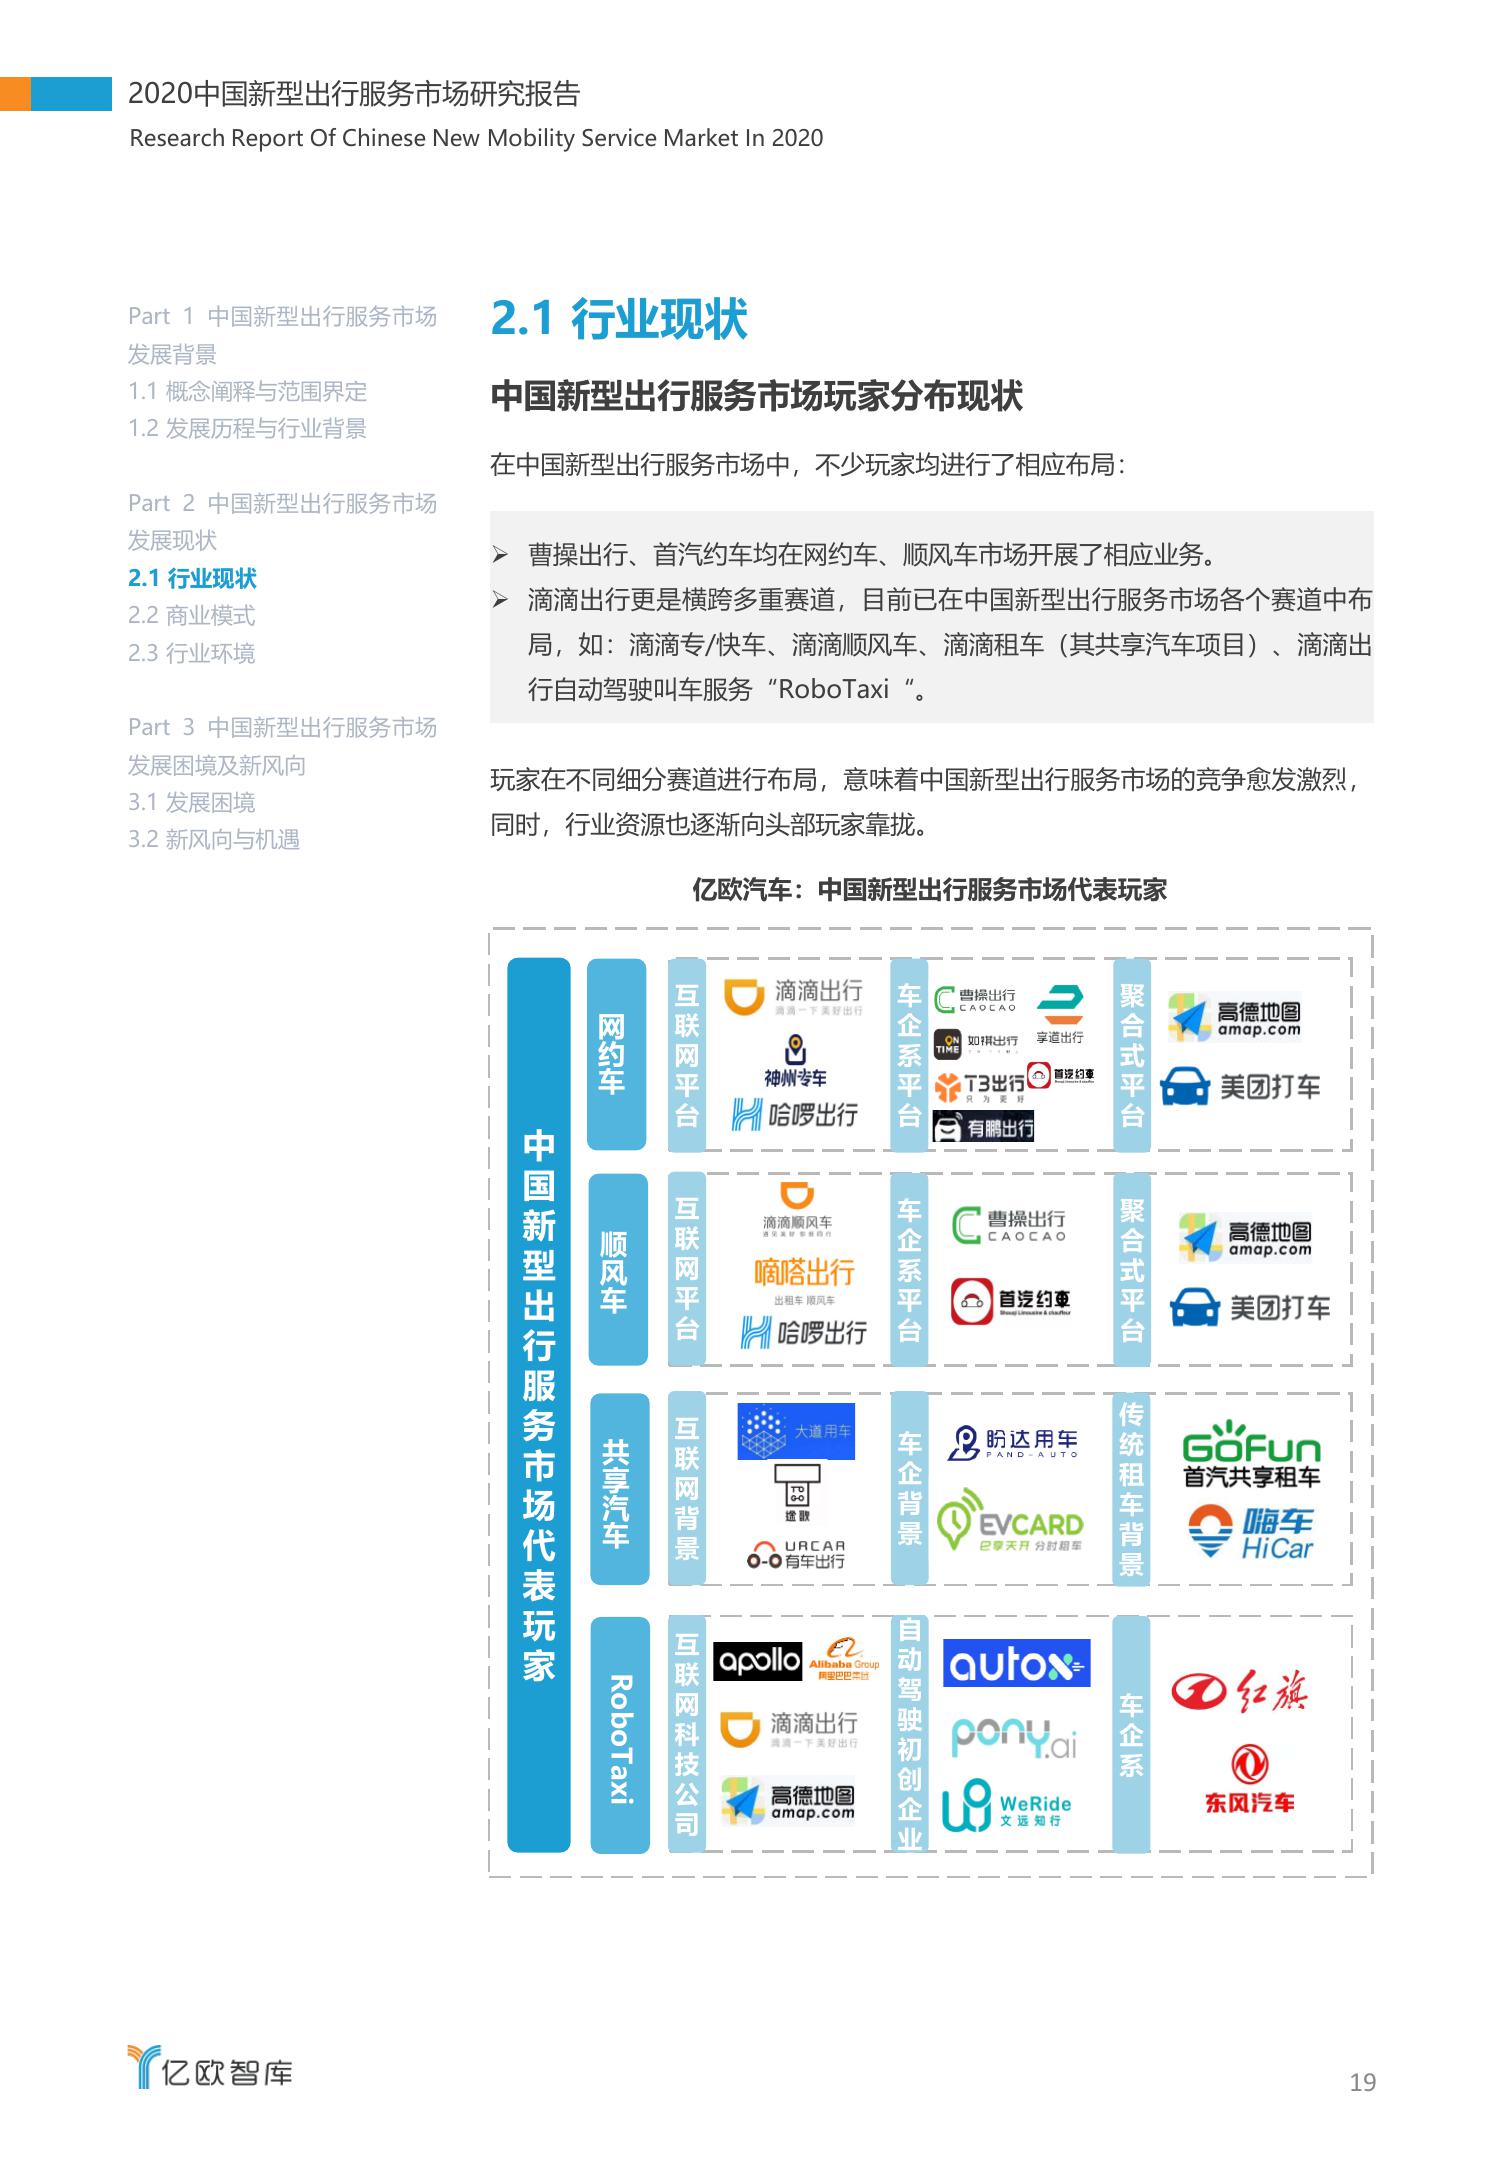 2020中国新型出行服务市场研究报告
Research Report Of Chinese New Mobility Service Market In 2020
Part 1 中国新型出行服务市场
发展背景
1.1 概念阐释与范围界定
1.2 发展历程与行业背景
Part 2 中国新型出行服务市场
发展现状
2.1 行业现状
2.2 商业模式
2.3 行业环境
Part 3 中国新型出行服务市场
发展困境及新风向
3.1 发展困境
3.2 新风向与机遇
2.1 行业现状
中国新型出行服务市场玩家分布现状
在中国新型出行服务市场中，不少玩家均进行了相应布局：
➢ 曹操出行、首汽约车均在网约车、顺风车市场开展了相应业务。
➢ 滴滴出行更是横跨多重赛道，目前已在中国新型出行服务市场各个赛道中布
局，如：滴滴专/快车、滴滴顺风车、滴滴租车（其共享汽车项目）、滴滴出
行自动驾驶叫车服务“RoboTaxi“。
玩家在不同细分赛道进行布局，意味着中国新型出行服务市场的竞争愈发激烈，
同时，行业资源也逐渐向头部玩家靠拢。
亿欧汽车：中国新型出行服务市场代表玩家
中国新型出行服务市场代表玩家
网约车
互联网平台
滴滴出行
滴滴一下 美好出行
神州专车
哈啰出行
车企系平台
曹操出行
CAOCAO
享道出行
ON TIME
如祺出行
T3出行
只为更好
首汽约車
有鹏出行
聚合式平台
高德地图
amap.com
美团打车
顺风车
互联网平台
滴滴顺风车
嘀嗒出行
出租车 顺风车
哈啰出行
车企系平台
曹操出行
CAOCAO
首汽约車
Shouqi Limousine & chauffeur
聚合式平台
高德地图
amap.com
美团打车
共享汽车
互联网背景
大道用车
TOGO
途歌
URCAR
有车出行
车企背景
盼达用车
PAND-AUTO
EVCARD
巴享天开 分时租车
传统租车背景
GoFun
首汽共享租车
嗨车
HiCar
RoboTaxi
互联网科技公司
apollo
Alibaba Group
阿里巴巴集团
滴滴出行
滴滴一下 美好出行
高德地图
amap.com
自动驾驶初创企业
autox
pony.ai
WeRide
文远知行
车企系
红旗
东风汽车
亿欧智库
19